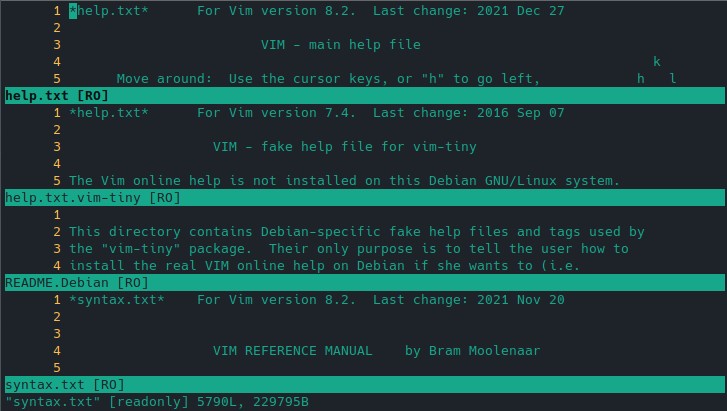 1 *help.txt*      For Vim version 8.2.  Last change: 2021 Dec 27
2
3                         VIM - main help file
4                                                                          k
5       Move around:  Use the cursor keys, or "h" to go left,            h   l
help.txt [RO]
1 *help.txt*      For Vim version 7.4.  Last change: 2016 Sep 07
2
3                   VIM - fake help file for vim-tiny
4
5 The Vim online help is not installed on this Debian GNU/Linux system.
help.txt.vim-tiny [RO]
1
2 This directory contains Debian-specific fake help files and tags used by
3 the "vim-tiny" package.  Their only purpose is to tell the user how to
4 install the real VIM online help on Debian if she wants to (i.e.
README.Debian [RO]
1 *syntax.txt*    For Vim version 8.2.  Last change: 2021 Nov 20
2
3
4                   VIM REFERENCE MANUAL    by Bram Moolenaar
5
syntax.txt [RO]
"syntax.txt" [readonly] 5790L, 229795B